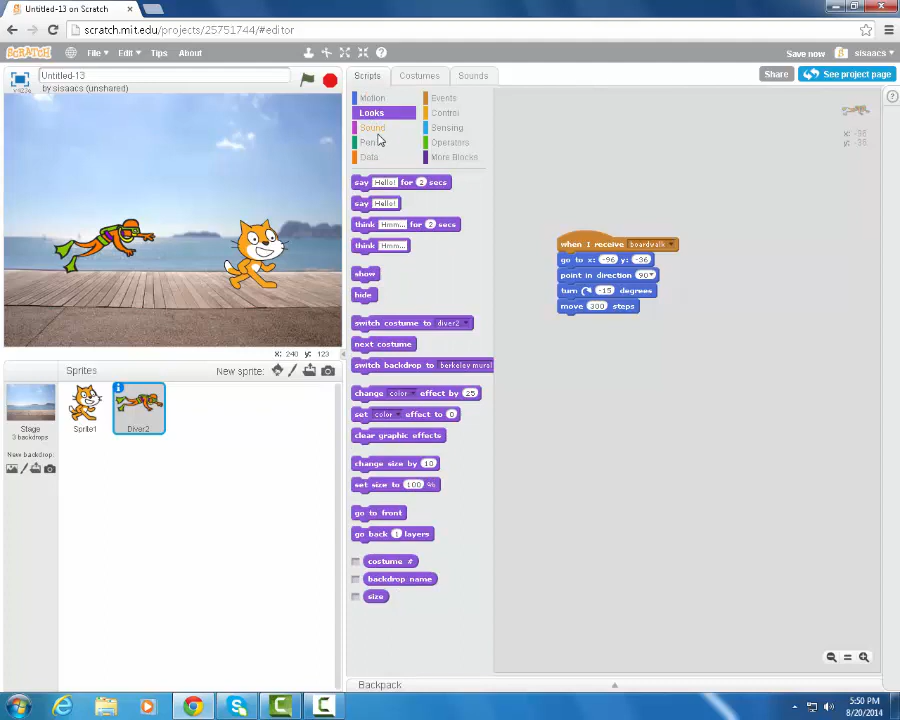 Untitled-13 on Scratch
scratch.mit.edu/projects/25751744/#editor
SCRATCH File Edit Tips About Save now sisaacs
Untitled-13
by sisaacs (unshared)
v423a
Scripts Costumes Sounds
Share See project page
Motion Events
Looks Control
Sound Sensing
Pen Operators
Data More Blocks
x: -36
y: -36
say Hello! for 2 secs
say Hello!
think Hmm... for 2 secs
think Hmm...
show
hide
switch costume to diver2
next costume
switch backdrop to berkeley mural
change color effect by 25
set color effect to 0
clear graphic effects
change size by 10
set size to 100 %
go to front
go back 1 layers
costume #
backdrop name
size
when I receive boardwalk
go to x: -96 y: -36
point in direction 90
turn -15 degrees
move 300 steps
x: 240 y: 123
Sprites New sprite:
Stage
3 backdrops
New backdrop:
Sprite1
Diver2
Backpack
5:50 PM
8/20/2014